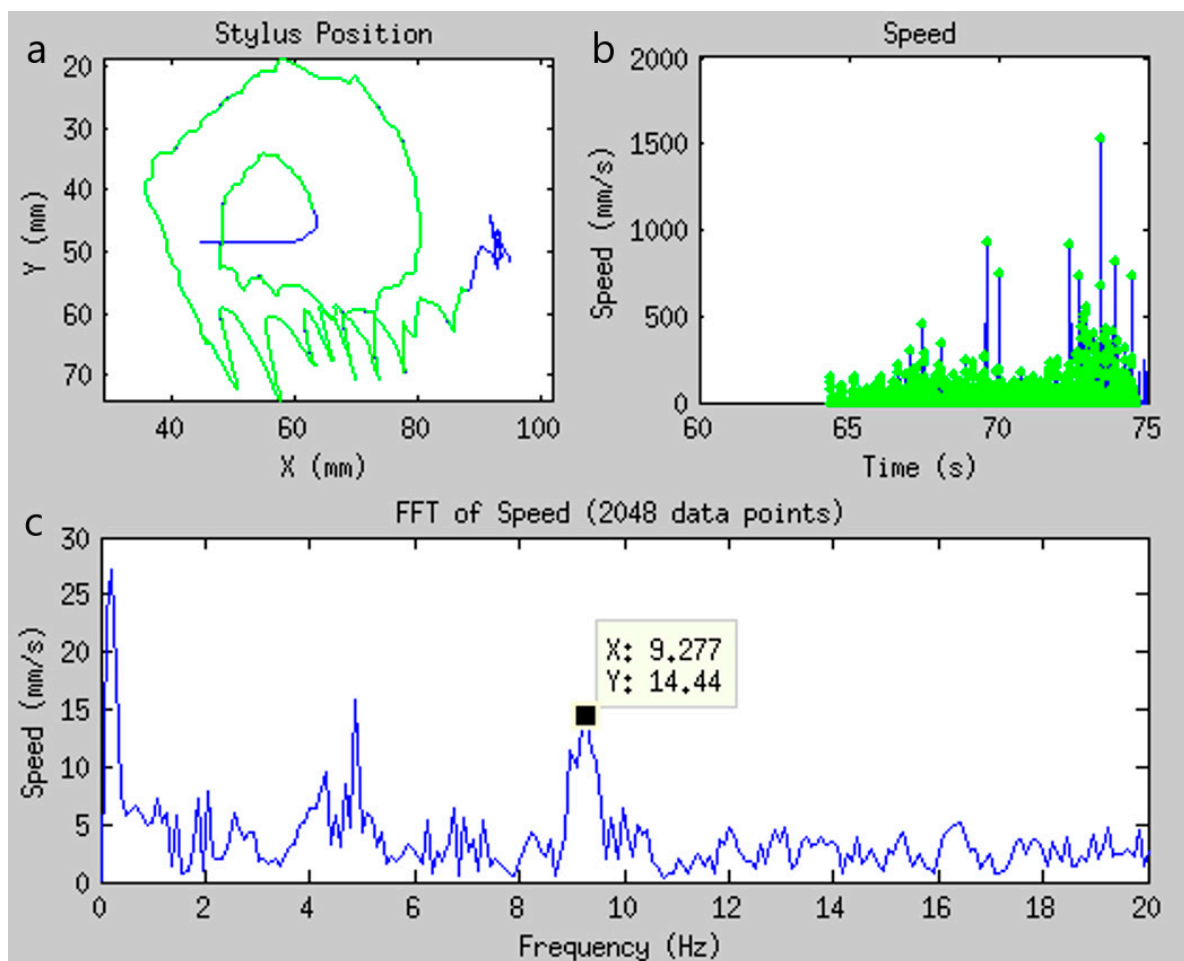 a
Stylus Position
20
30
40
50
60
70
Y (mm)
40
60
80
100
X (mm)
b
Speed
2000
1500
1000
500
0
Speed (mm/s)
60
65
70
75
Time (s)
c
FFT of Speed (2048 data points)
30
25
20
15
10
5
0
Speed (mm/s)
X: 9.277
Y: 14.44
0
2
4
6
8
10
12
14
16
18
20
Frequency (Hz)